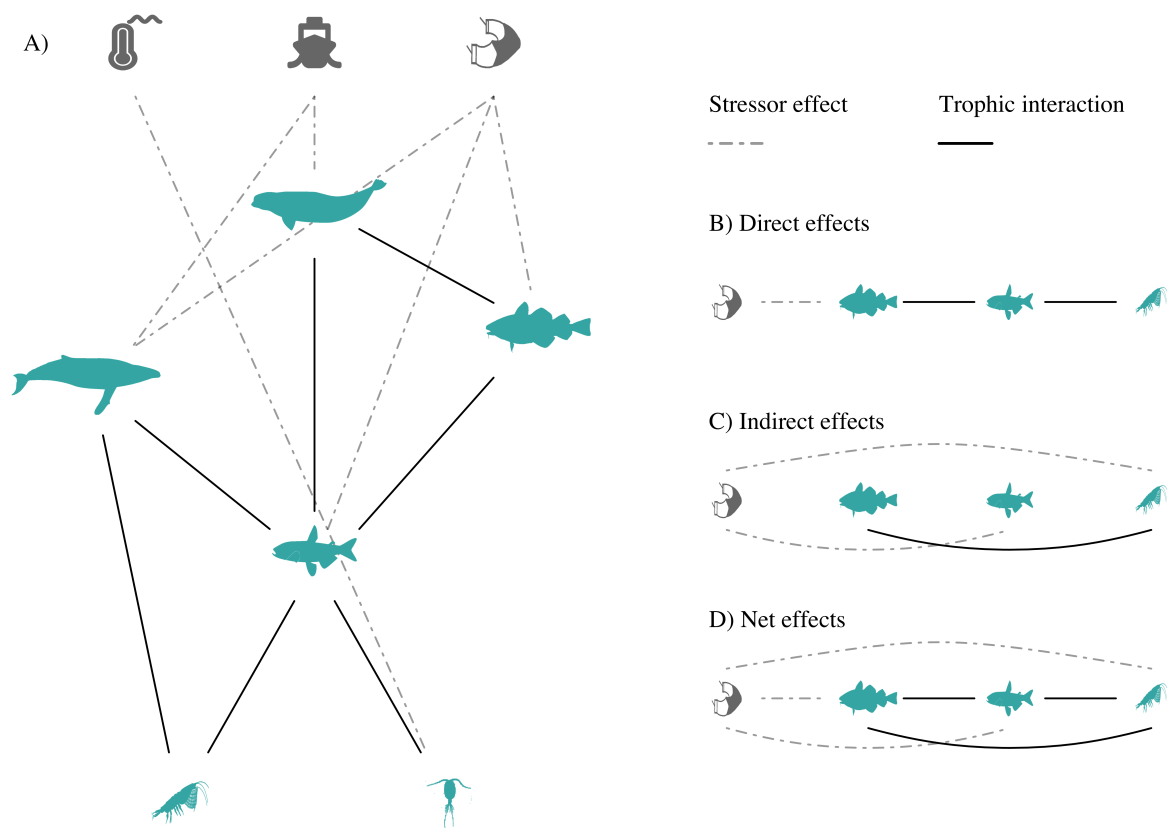 A)
Stressor effect
Trophic interaction
B) Direct effects
C) Indirect effects
D) Net effects